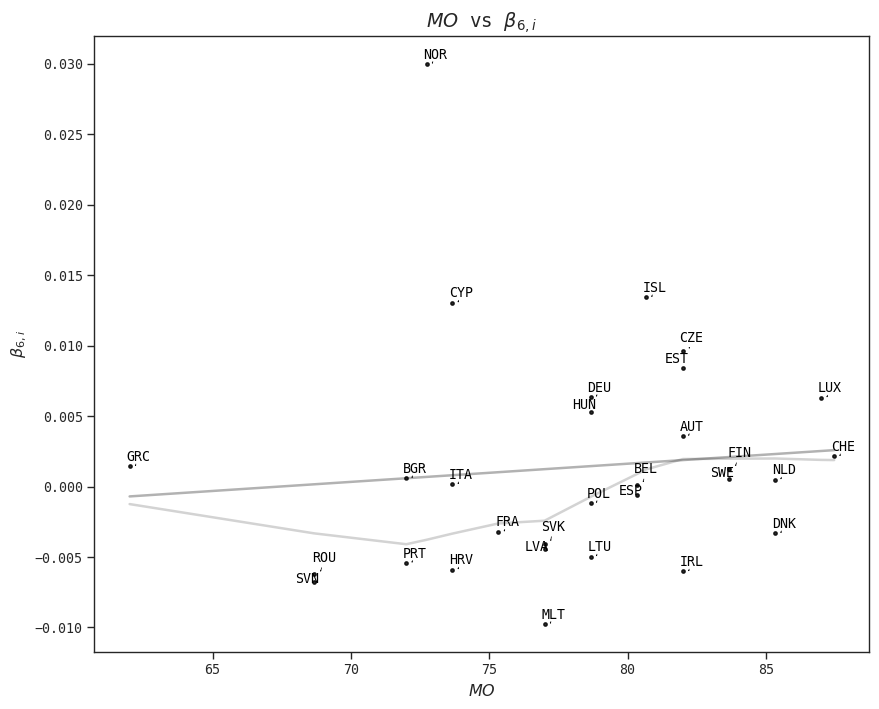 MO vs β6,i
0.030
0.025
0.020
0.015
0.010
0.005
0.000
−0.005
−0.010
β6,i
NOR
CYP
ISL
CZE
EST
DEU
HUN
LUX
AUT
GRC
BGR
ITA
BEL
FIN
CHE
SWE
NLD
ESP
POL
FRA
SVK
DNK
LVA
LTU
PRT
ROU
HRV
IRL
SVN
MLT
65
70
75
80
85
MO